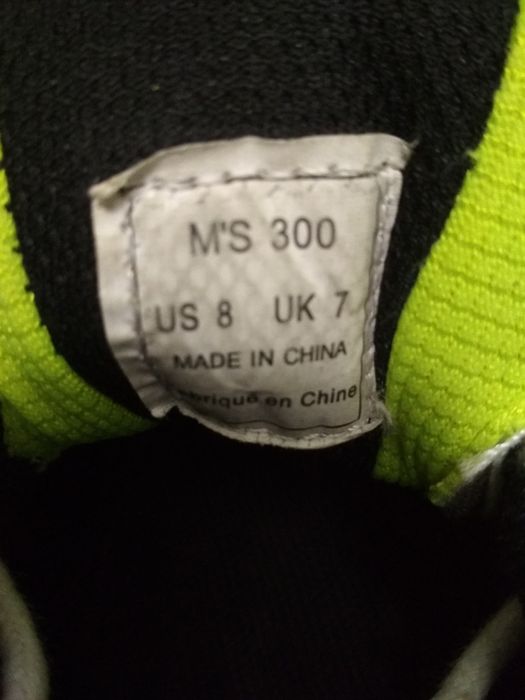 M'S 300
US 8 UK 7
MADE IN CHINA
en Chine